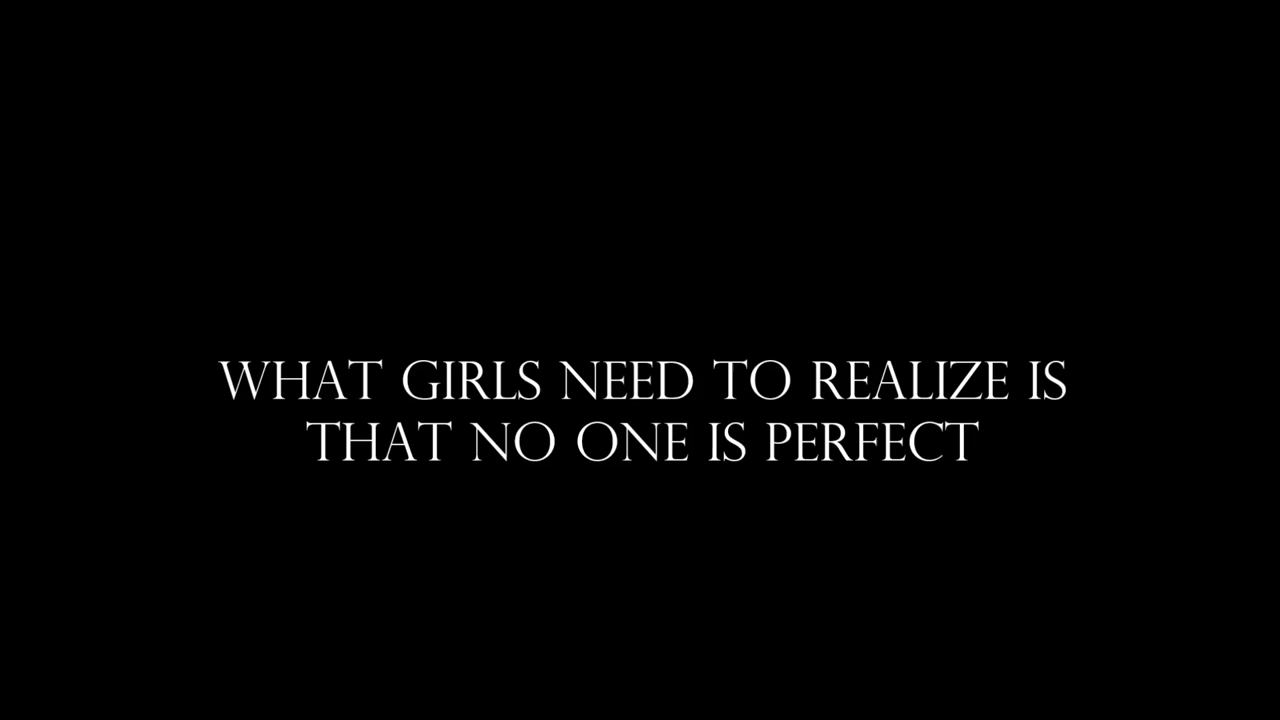 WHAT GIRLS NEED TO REALIZE IS
THAT NO ONE IS PERFECT